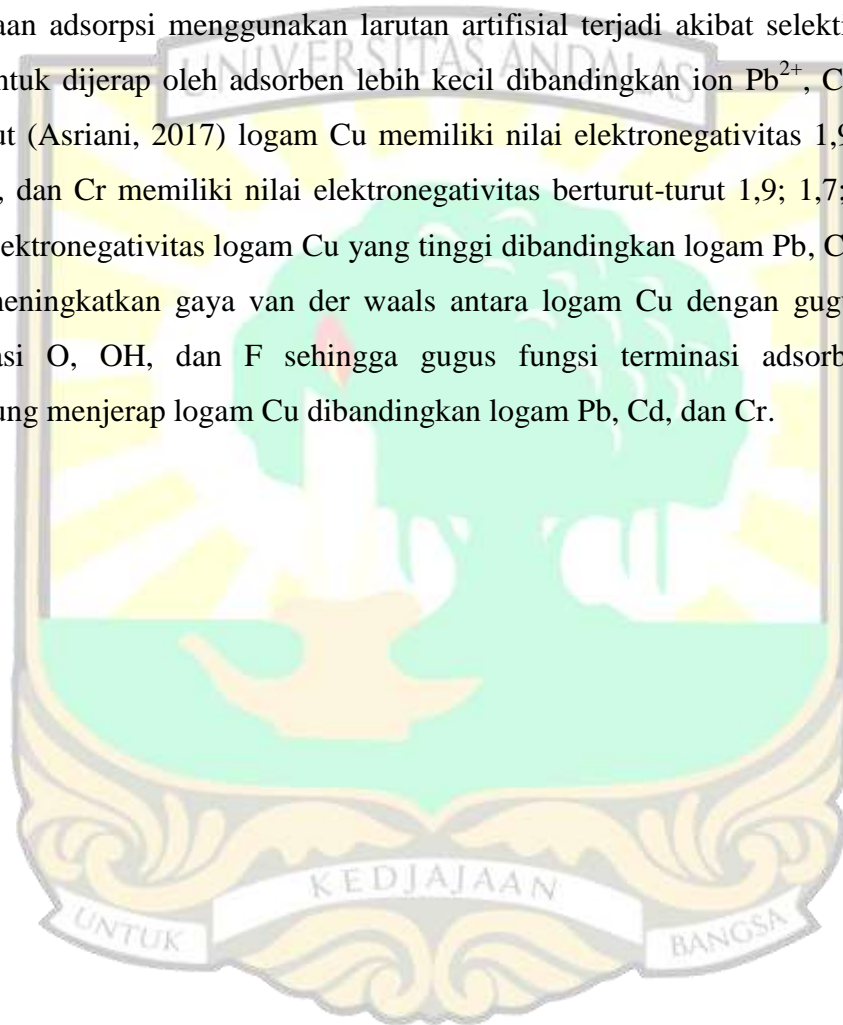 aan adsorpsi menggunakan larutan artifisial terjadi akibat selekti
ntuk dijerap oleh adsorben lebih kecil dibandingkan ion Pb²⁺, C
ut (Asriani, 2017) logam Cu memiliki nilai elektronegativitas 1,9
, dan Cr memiliki nilai elektronegativitas berturut-turut 1,9; 1,7;
lektronegativitas logam Cu yang tinggi dibandingkan logam Pb, C
meningkatkan gaya van der waals antara logam Cu dengan gug
asi O, OH, dan F sehingga gugus fungsi terminasi adsorb
ung menjerap logam Cu dibandingkan logam Pb, Cd, dan Cr.
UNIVERSITAS ANDALAS
KEDJAJAAN
UNTUK
BANGSA